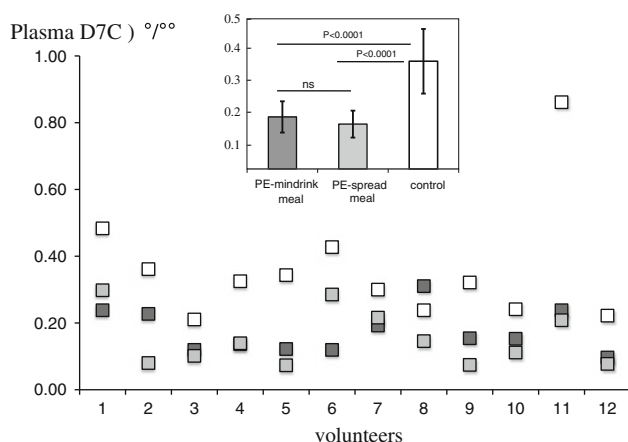 Plasma D7C ) °/°°
1.00
0.80
0.60
0.40
0.20
0.00
0.5
0.4
0.3
0.2
0.1
P<0.0001
P<0.0001
ns
PE-mindrink meal
PE-spread meal
control
1 2 3 4 5 6 7 8 9 10 11 12
volunteers